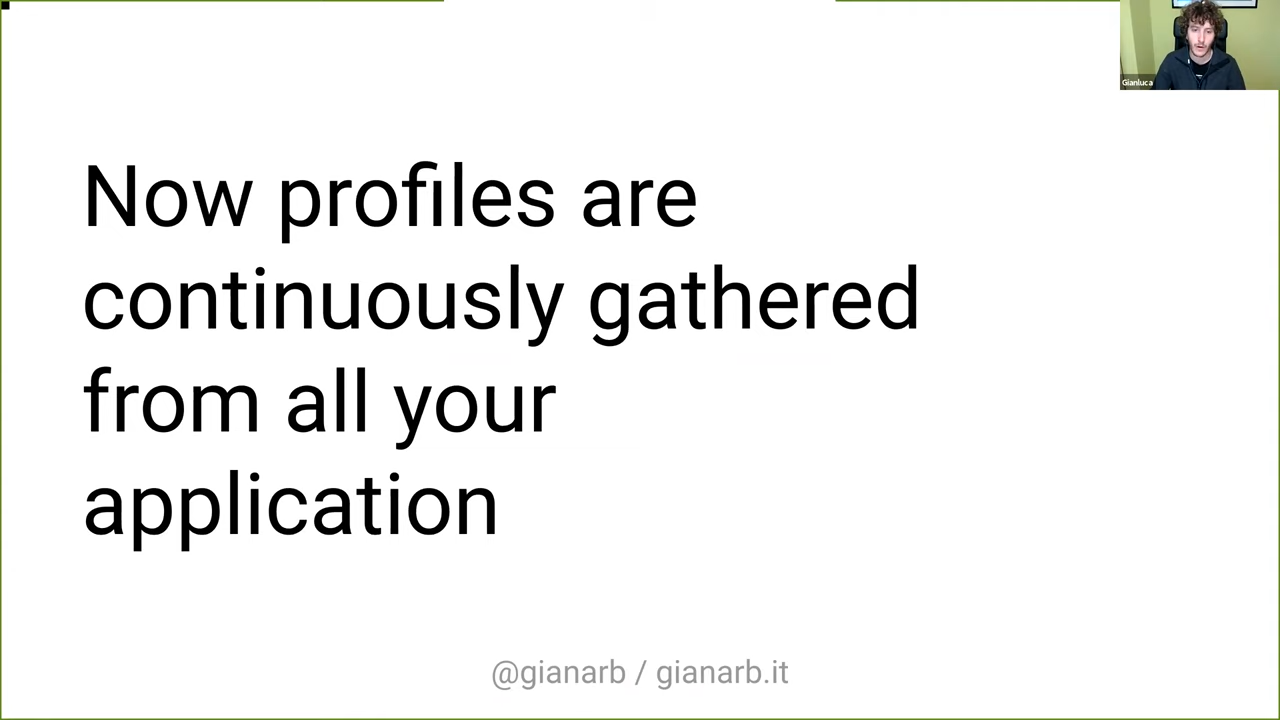 Gianluca
Now profiles are
continuously gathered
from all your
application
@gianarb / gianarb.it